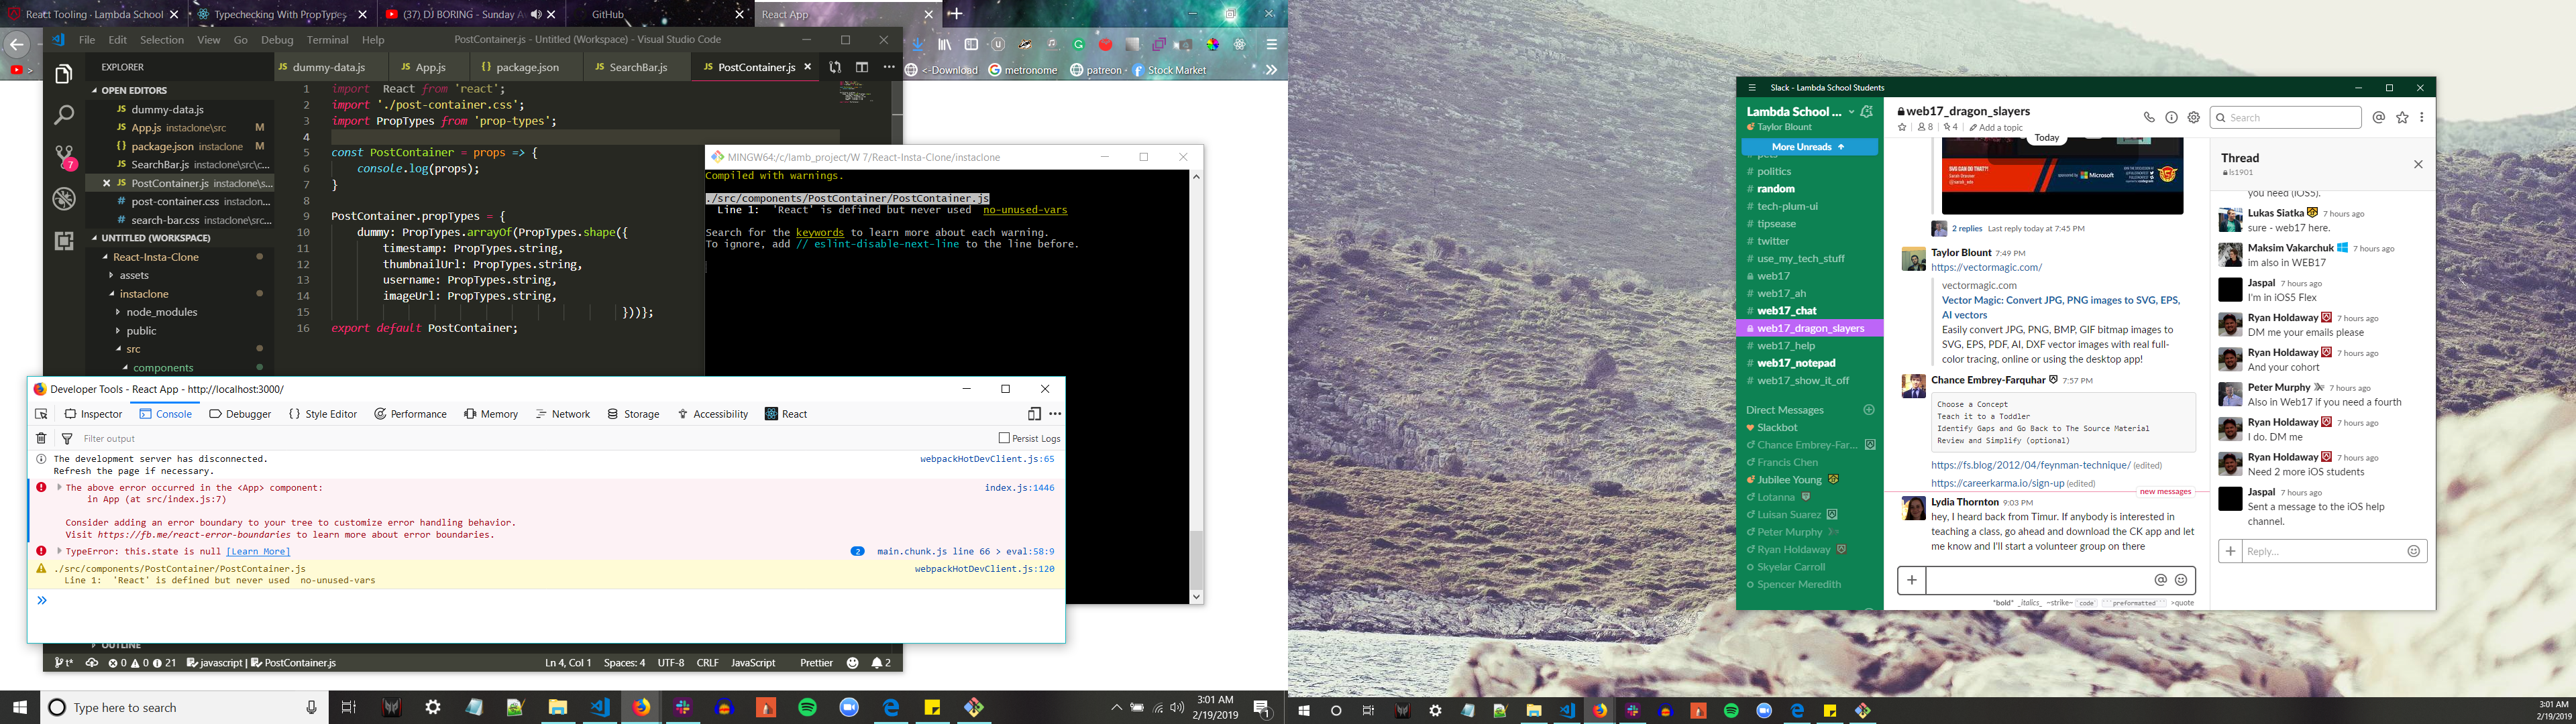 React Tooling - Lambda School
Typechecking With PropTypes
(37) DJ BORING - Sunday A
GitHub
React App
File Edit Selection View Go Debug Terminal Help
PostContainer.js - Untitled (Workspace) - Visual Studio Code
<-Download
metronome
patreon -
Stock Market
EXPLORER
OPEN EDITORS
dummy-data.js
App.js instaclone\src M
package.json instaclone M
SearchBar.js instaclone\src\c...
PostContainer.js instaclone\s...
post-container.css instaclon...
search-bar.css instaclone\src...
UNTITLED (WORKSPACE)
React-Insta-Clone
assets
instaclone
node_modules
public
src
components
OUTLINE
dummy-data.js
App.js
package.json
SearchBar.js
PostContainer.js
1 import React from 'react';
2 import './post-container.css';
3 import PropTypes from 'prop-types';
4
5 const PostContainer = props => {
6 console.log(props);
7 }
8
9 PostContainer.propTypes = {
10 dummy: PropTypes.arrayOf(PropTypes.shape({
11 timestamp: PropTypes.string,
12 thumbnailUrl: PropTypes.string,
13 username: PropTypes.string,
14 imageUrl: PropTypes.string,
15 }))};
16 export default PostContainer;
MINGW64:/c/lamb_project/W 7/React-Insta-Clone/instaclone
Compiled with warnings.
./src/components/PostContainer/PostContainer.js
Line 1: 'React' is defined but never used no-unused-vars
Search for the keywords to learn more about each warning.
To ignore, add // eslint-disable-next-line to the line before.
Developer Tools - React App - http://localhost:3000/
Inspector Console Debugger Style Editor Performance Memory Network Storage Accessibility React
Filter output
Persist Logs
The development server has disconnected. webpackHotDevClient.js:65
Refresh the page if necessary.
The above error occurred in the <App> component: index.js:1446
in App (at src/index.js:7)
Consider adding an error boundary to your tree to customize error handling behavior.
Visit https://fb.me/react-error-boundaries to learn more about error boundaries.
TypeError: this.state is null [Learn More] 2 main.chunk.js line 66 > eval:58:9
./src/components/PostContainer/PostContainer.js webpackHotDevClient.js:120
Line 1: 'React' is defined but never used no-unused-vars
t* 0 0 21 javascript | PostContainer.js
Ln 4, Col 1 Spaces: 4 UTF-8 CRLF JavaScript Prettier 2
Type here to search
3:01 AM
2/19/2019
Slack - Lambda School Students
Lambda School ...
Taylor Blount
More Unreads
# pets
# politics
# random
# tech-plum-ui
# tipsease
# twitter
# use_my_tech_stuff
web17
# web17_ah
# web17_chat
web17_dragon_slayers
# web17_help
# web17_notepad
# web17_show_it_off
Direct Messages
Slackbot
Chance Embrey-Far...
Francis Chen
Jubilee Young
Lotanna
Luisan Suarez
Peter Murphy
Ryan Holdaway
Skyelar Carroll
Spencer Meredith
web17_dragon_slayers
8 | 4 | Add a topic
Search
Today
SVG CAN DO THAT?!
Sarah Drasner
Microsoft
2 replies Last reply today at 7:45 PM
Taylor Blount 7:49 PM
https://vectormagic.com/
vectormagic.com
Vector Magic: Convert JPG, PNG images to SVG, EPS,
AI vectors
Easily convert JPG, PNG, BMP, GIF bitmap images to
SVG, EPS, PDF, AI, DXF vector images with real full-
color tracing, online or using the desktop app!
Chance Embrey-Farquhar 7:57 PM
Choose a Concept
Teach it to a Toddler
Identify Gaps and Go Back to The Source Material
Review and Simplify (optional)
https://fs.blog/2012/04/feynman-technique/ (edited)
https://careerkarma.io/sign-up (edited)
new messages
Lydia Thornton 9:03 PM
hey, I heard back from Timur. If anybody is interested in
teaching a class, go ahead and download the CK app and let
me know and I'll start a volunteer group on there
*bold* _italics_ ~strike~ `code` ```preformatted``` >quote
Thread
ls1901
you need (iOS5).
Lukas Siatka 7 hours ago
sure - web17 here.
Maksim Vakarchuk 7 hours ago
im also in WEB17
Jaspal 7 hours ago
I'm in iOS5 Flex
Ryan Holdaway 7 hours ago
DM me your emails please
Ryan Holdaway 7 hours ago
And your cohort
Peter Murphy 7 hours ago
Also in Web17 if you need a fourth
Ryan Holdaway 7 hours ago
I do. DM me
Ryan Holdaway 7 hours ago
Need 2 more iOS students
Jaspal 7 hours ago
Sent a message to the iOS help
channel.
Reply...
3:01 AM
2/19/2019